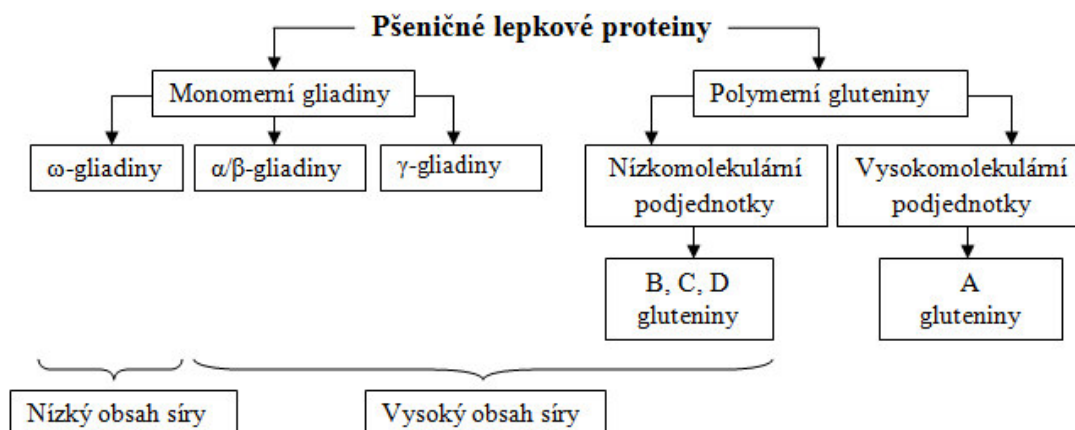 Pšeničné lepkové proteiny
Monomerní gliadiny
Polymerní gluteniny
ω-gliadiny
α/β-gliadiny
γ-gliadiny
Nízkomolekulární
podjednotky
Vysokomolekulární
podjednotky
B, C, D
gluteniny
A
gluteniny
Nízký obsah síry
Vysoký obsah síry